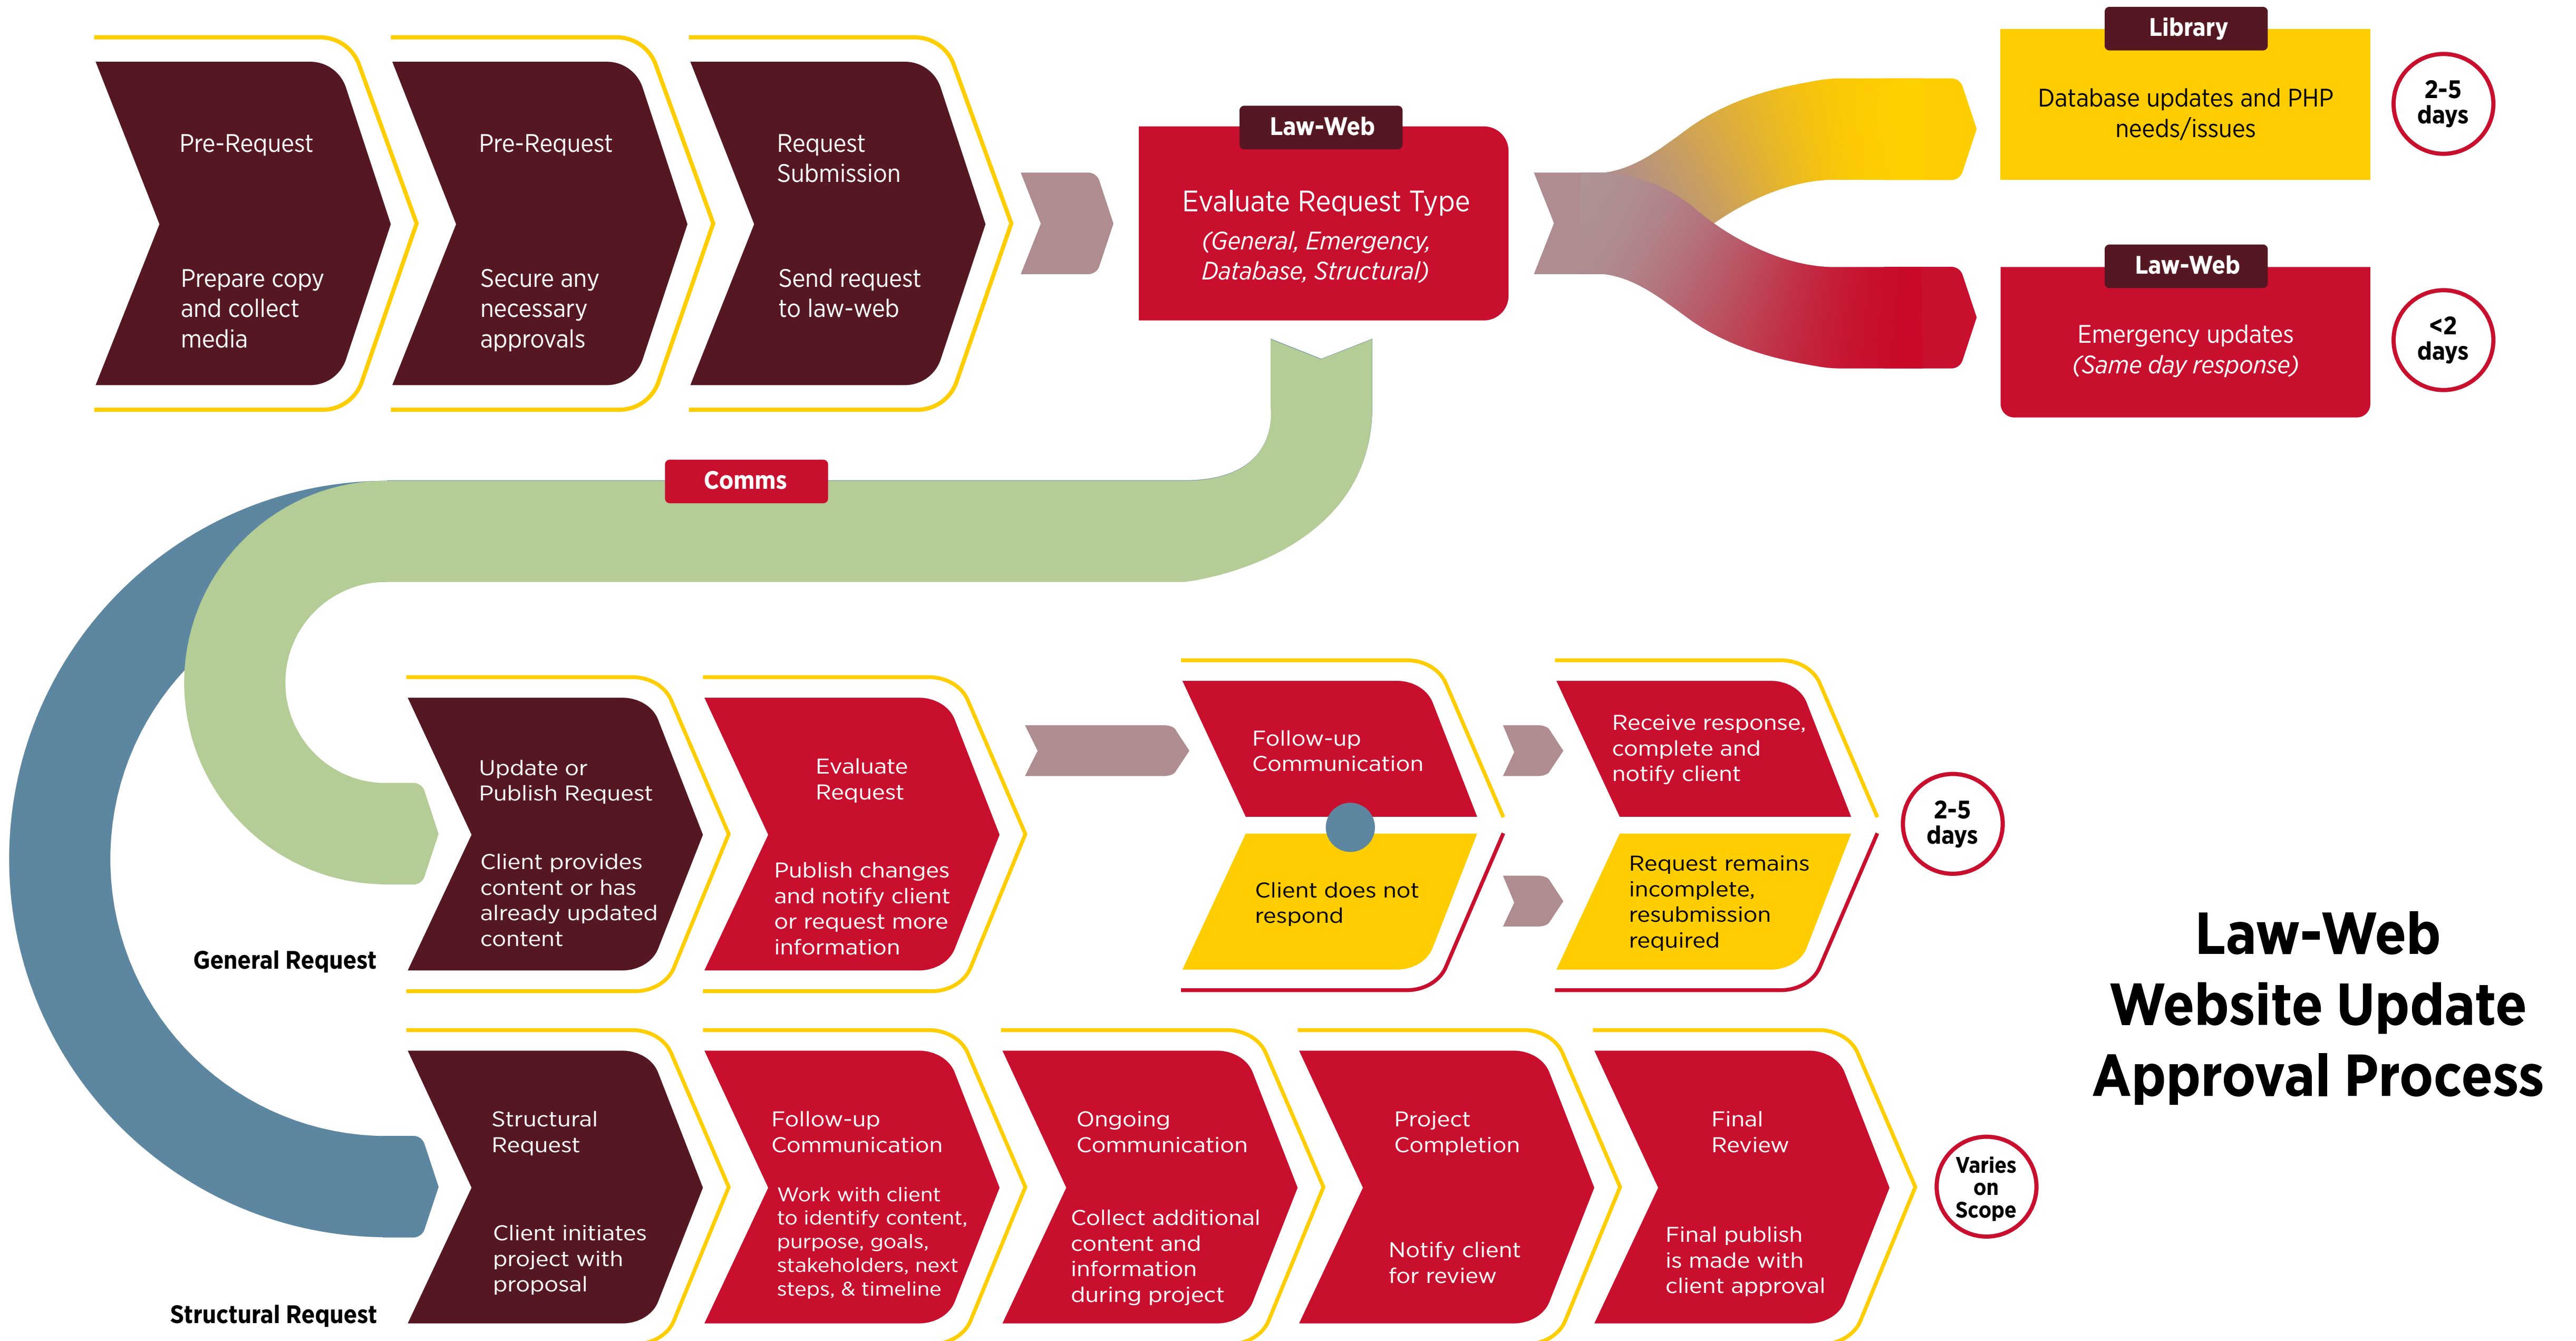 Pre-Request
Prepare copy
and collect
media
Pre-Request
Secure any
necessary
approvals
Request
Submission
Send request
to law-web
Law-Web
Evaluate Request Type
(General, Emergency,
Database, Structural)
Library
Database updates and PHP
needs/issues
2-5
days
Law-Web
Emergency updates
(Same day response)
<2
days
Comms
General Request
Update or
Publish Request
Client provides
content or has
already updated
content
Evaluate
Request
Publish changes
and notify client
or request more
information
Follow-up
Communication
Client does not
respond
Receive response,
complete and
notify client
Request remains
incomplete,
resubmission
required
2-5
days
Structural Request
Structural
Request
Client initiates
project with
proposal
Follow-up
Communication
Work with client
to identify content,
purpose, goals,
stakeholders, next
steps, & timeline
Ongoing
Communication
Collect additional
content and
information
during project
Project
Completion
Notify client
for review
Final
Review
Final publish
is made with
client approval
Varies
on
Scope
Law-Web
Website Update
Approval Process